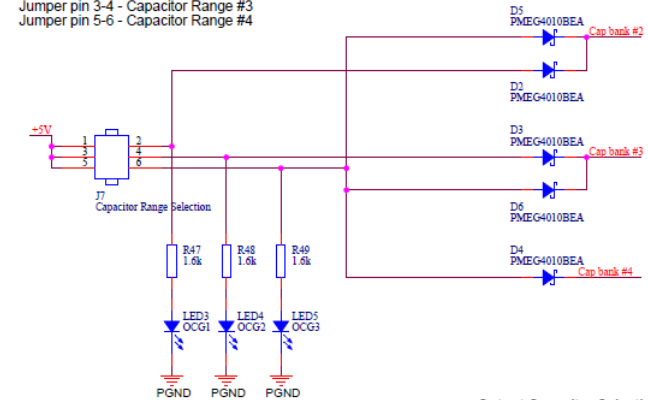 Jumper pin 3-4 - Capacitor Range #3
Jumper pin 5-6 - Capacitor Range #4
D5
PMEG4010BEA
Cap bank #2
D2
PMEG4010BEA
+5V
1
2
3
4
5
6
D3
PMEG4010BEA
Cap bank #3
J7
Capacitor Range Selection
D6
PMEG4010BEA
R47
1.6k
R48
1.6k
R49
1.6k
D4
PMEG4010BEA
Cap bank #4
LED3
OCG1
LED4
OCG2
LED5
OCG3
PGND
PGND
PGND